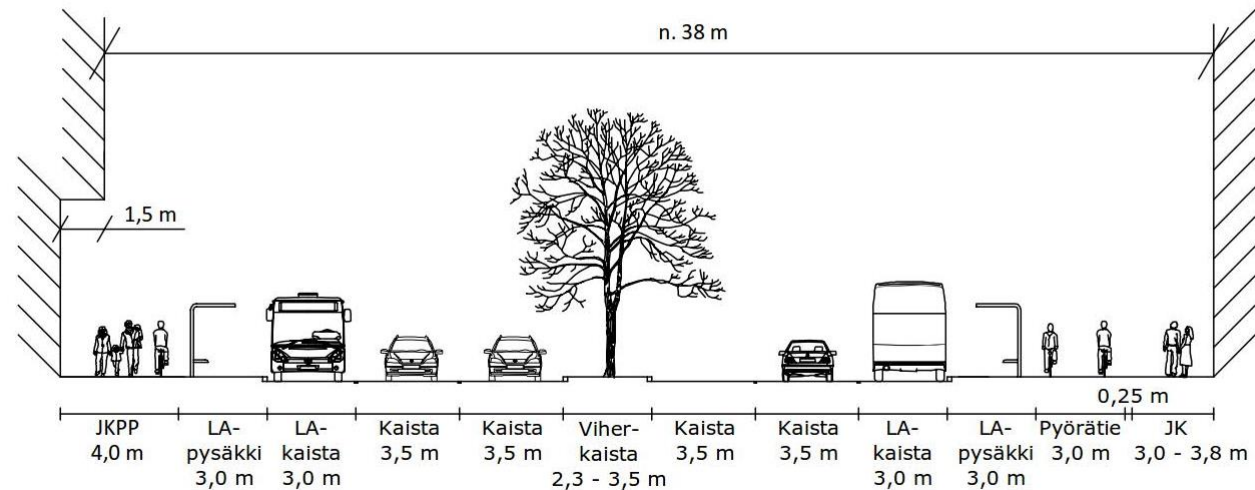 n. 38 m
1,5 m
0,25 m
JKPP
4,0 m
LA-
pysäkki
3,0 m
LA-
kaista
3,0 m
Kaista
3,5 m
Kaista
3,5 m
Viher-
kaista
2,3 - 3,5 m
Kaista
3,5 m
Kaista
3,5 m
LA-
kaista
3,0 m
LA-
pysäkki
3,0 m
Pyörätie
3,0 m
JK
3,0 - 3,8 m